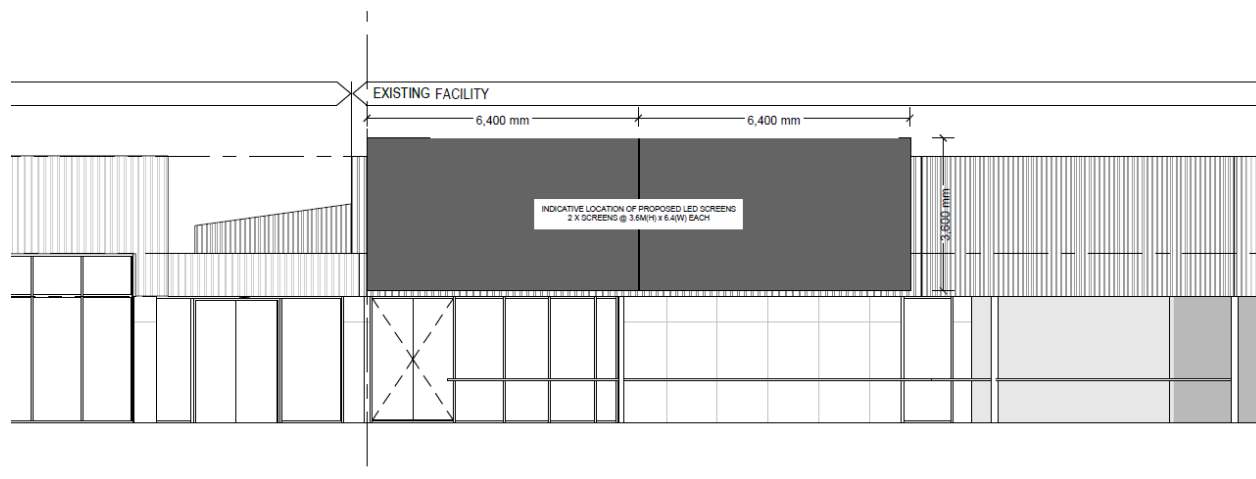 EXISTING FACILITY
6,400 mm
6,400 mm
INDICATIVE LOCATION OF PROPOSED LED SCREENS
2 X SCREENS @ 3.6M(H) x 6.4(W) EACH
3,600 mm